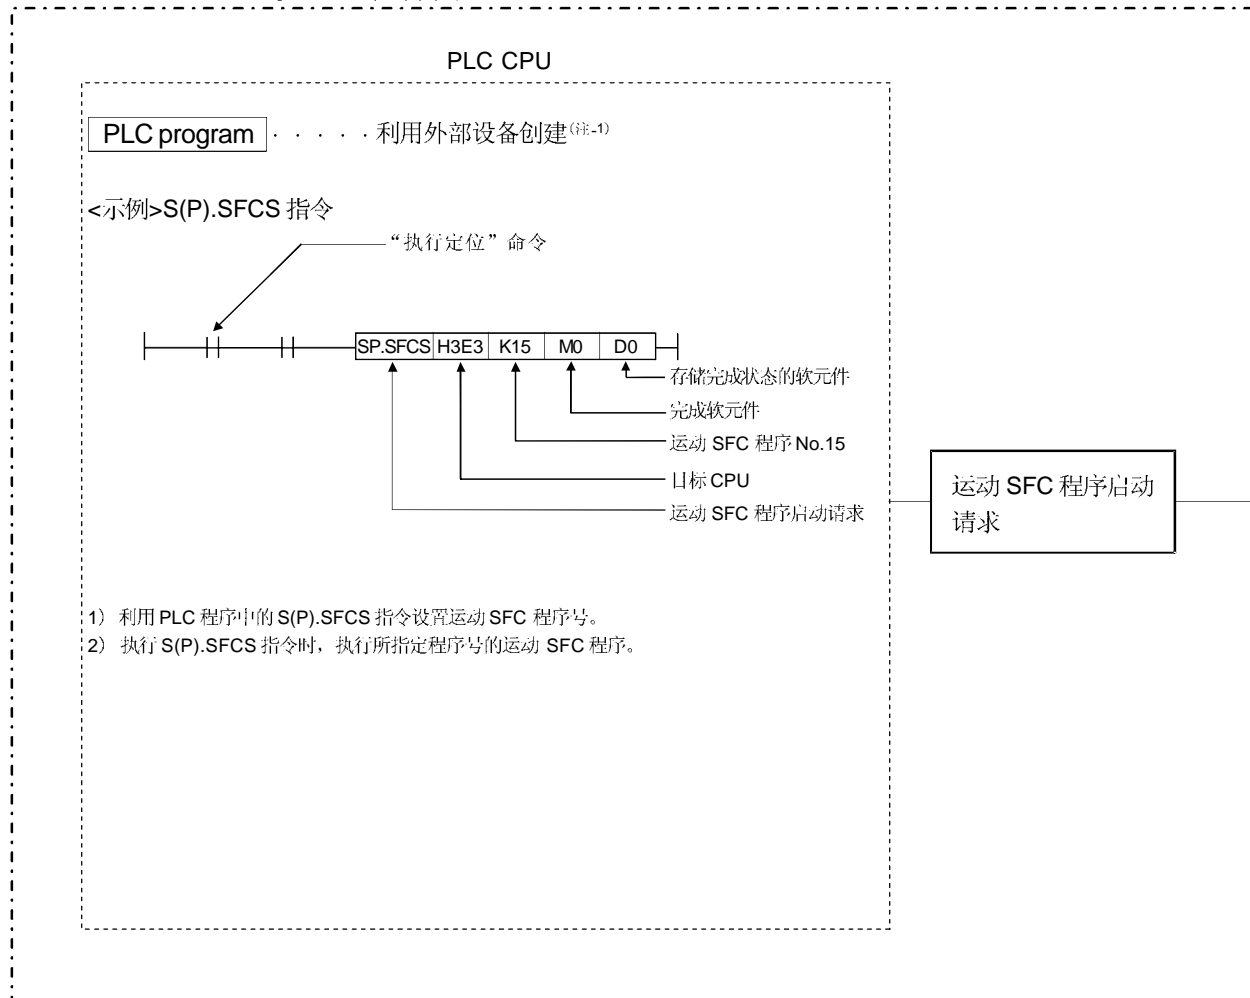 PLC CPU
PLC program · · · · · 利用外部设备创建(注-1)
<示例>S(P).SFCS 指令
“执行定位”命令
SP.SFCS H3E3 K15 M0 D0
存储完成状态的软元件
完成软元件
运动 SFC 程序 No.15
目标 CPU
运动 SFC 程序启动请求
运动 SFC 程序启动
请求
1) 利用 PLC 程序中的 S(P).SFCS 指令设置运动 SFC 程序号。
2) 执行 S(P).SFCS 指令时，执行所指定程序号的运动 SFC 程序。